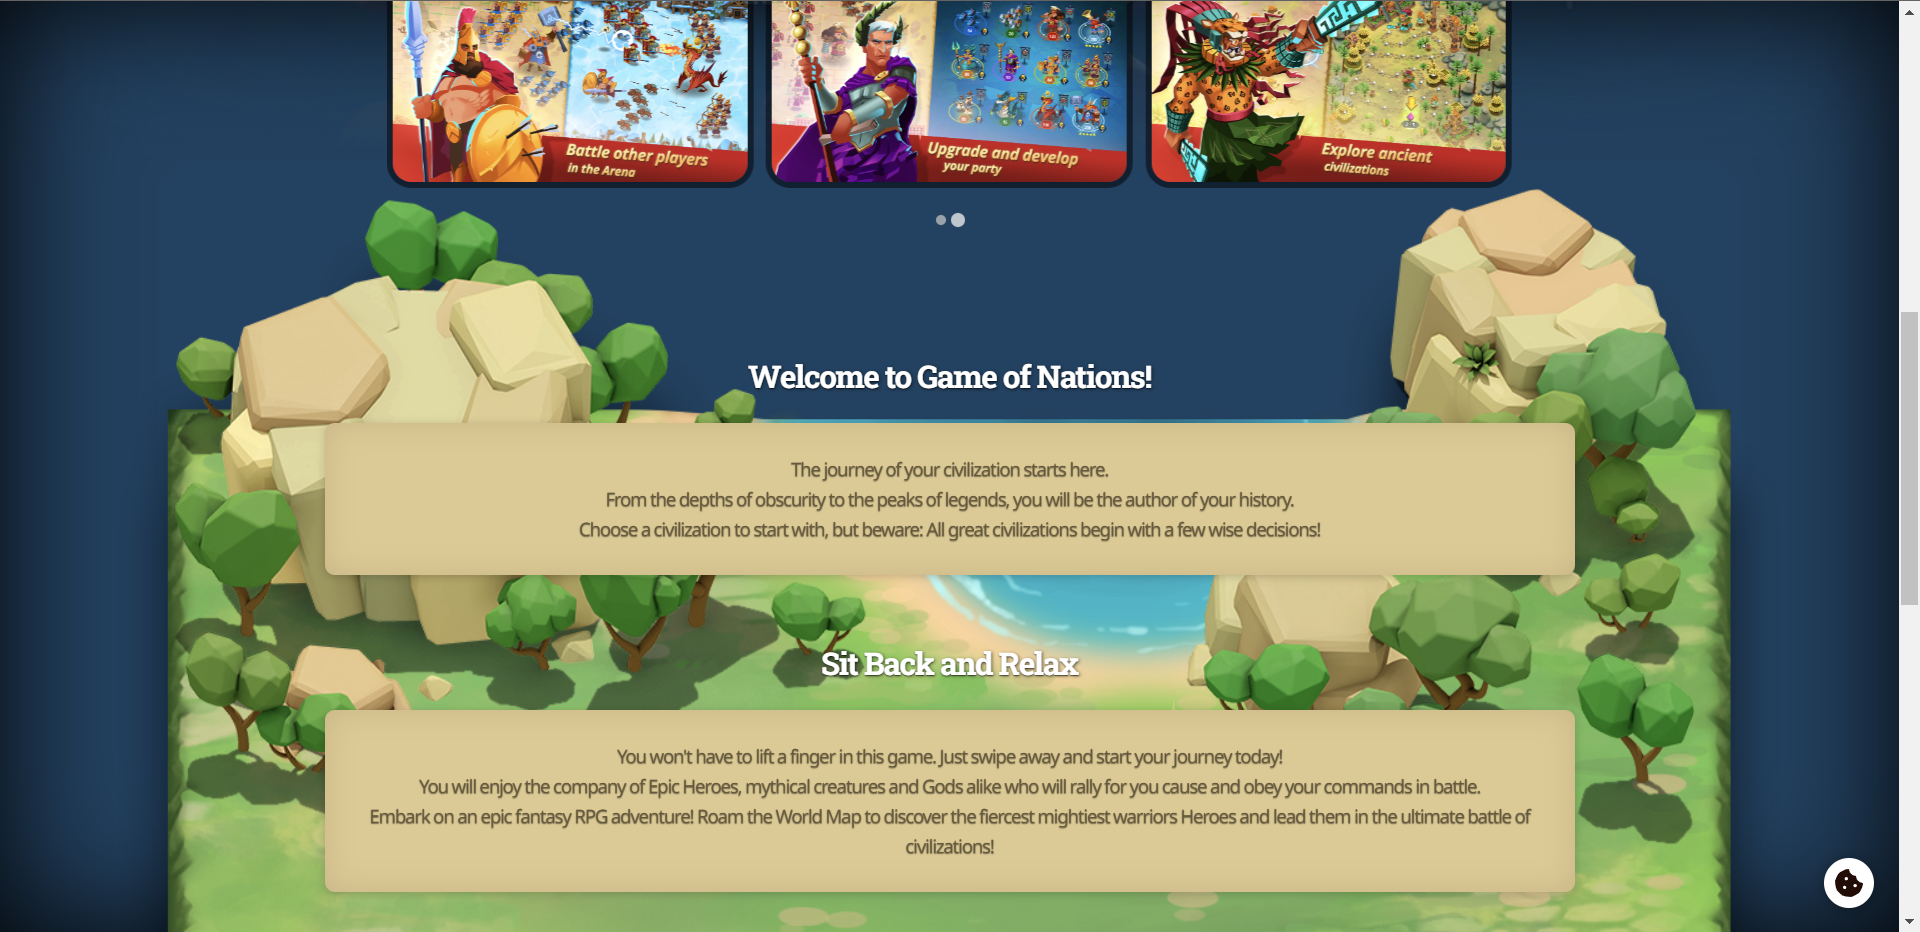 Battle other players
in the Arena
Upgrade and develop
your party
Explore ancient
civilizations
Welcome to Game of Nations!
The journey of your civilization starts here.
From the depths of obscurity to the peaks of legends, you will be the author of your history.
Choose a civilization to start with, but beware: All great civilizations begin with a few wise decisions!
Sit Back and Relax
You won't have to lift a finger in this game. Just swipe away and start your journey today!
You will enjoy the company of Epic Heroes, mythical creatures and Gods alike who will rally for you cause and obey your commands in battle.
Embark on an epic fantasy RPG adventure! Roam the World Map to discover the fiercest mightiest warriors Heroes and lead them in the ultimate battle of
civilizations!